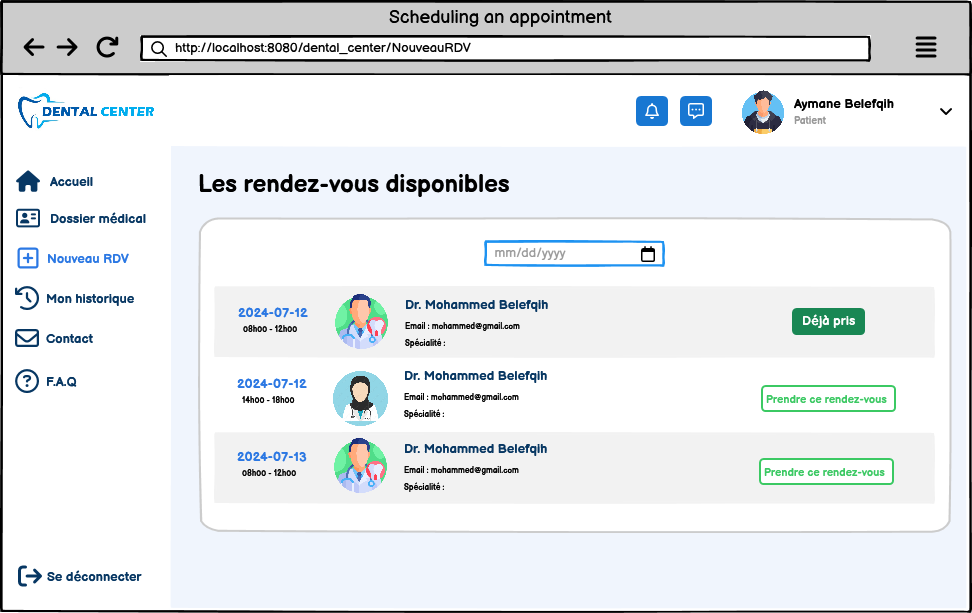 Scheduling an appointment
http://localhost:8080/dental_center/NouveauRDV
DENTAL CENTER
Aymane Belefqih
Patient
Accueil
Dossier médical
Nouveau RDV
Mon historique
Contact
F.A.Q
Se déconnecter
Les rendez-vous disponibles
mm/dd/yyyy
2024-07-12
08h00 - 12h00
Dr. Mohammed Belefqih
Email : mohammed@gmail.com
Spécialité :
Déjà pris
2024-07-12
14h00 - 18h00
Dr. Mohammed Belefqih
Email : mohammed@gmail.com
Spécialité :
Prendre ce rendez-vous
2024-07-13
08h00 - 12h00
Dr. Mohammed Belefqih
Email : mohammed@gmail.com
Spécialité :
Prendre ce rendez-vous